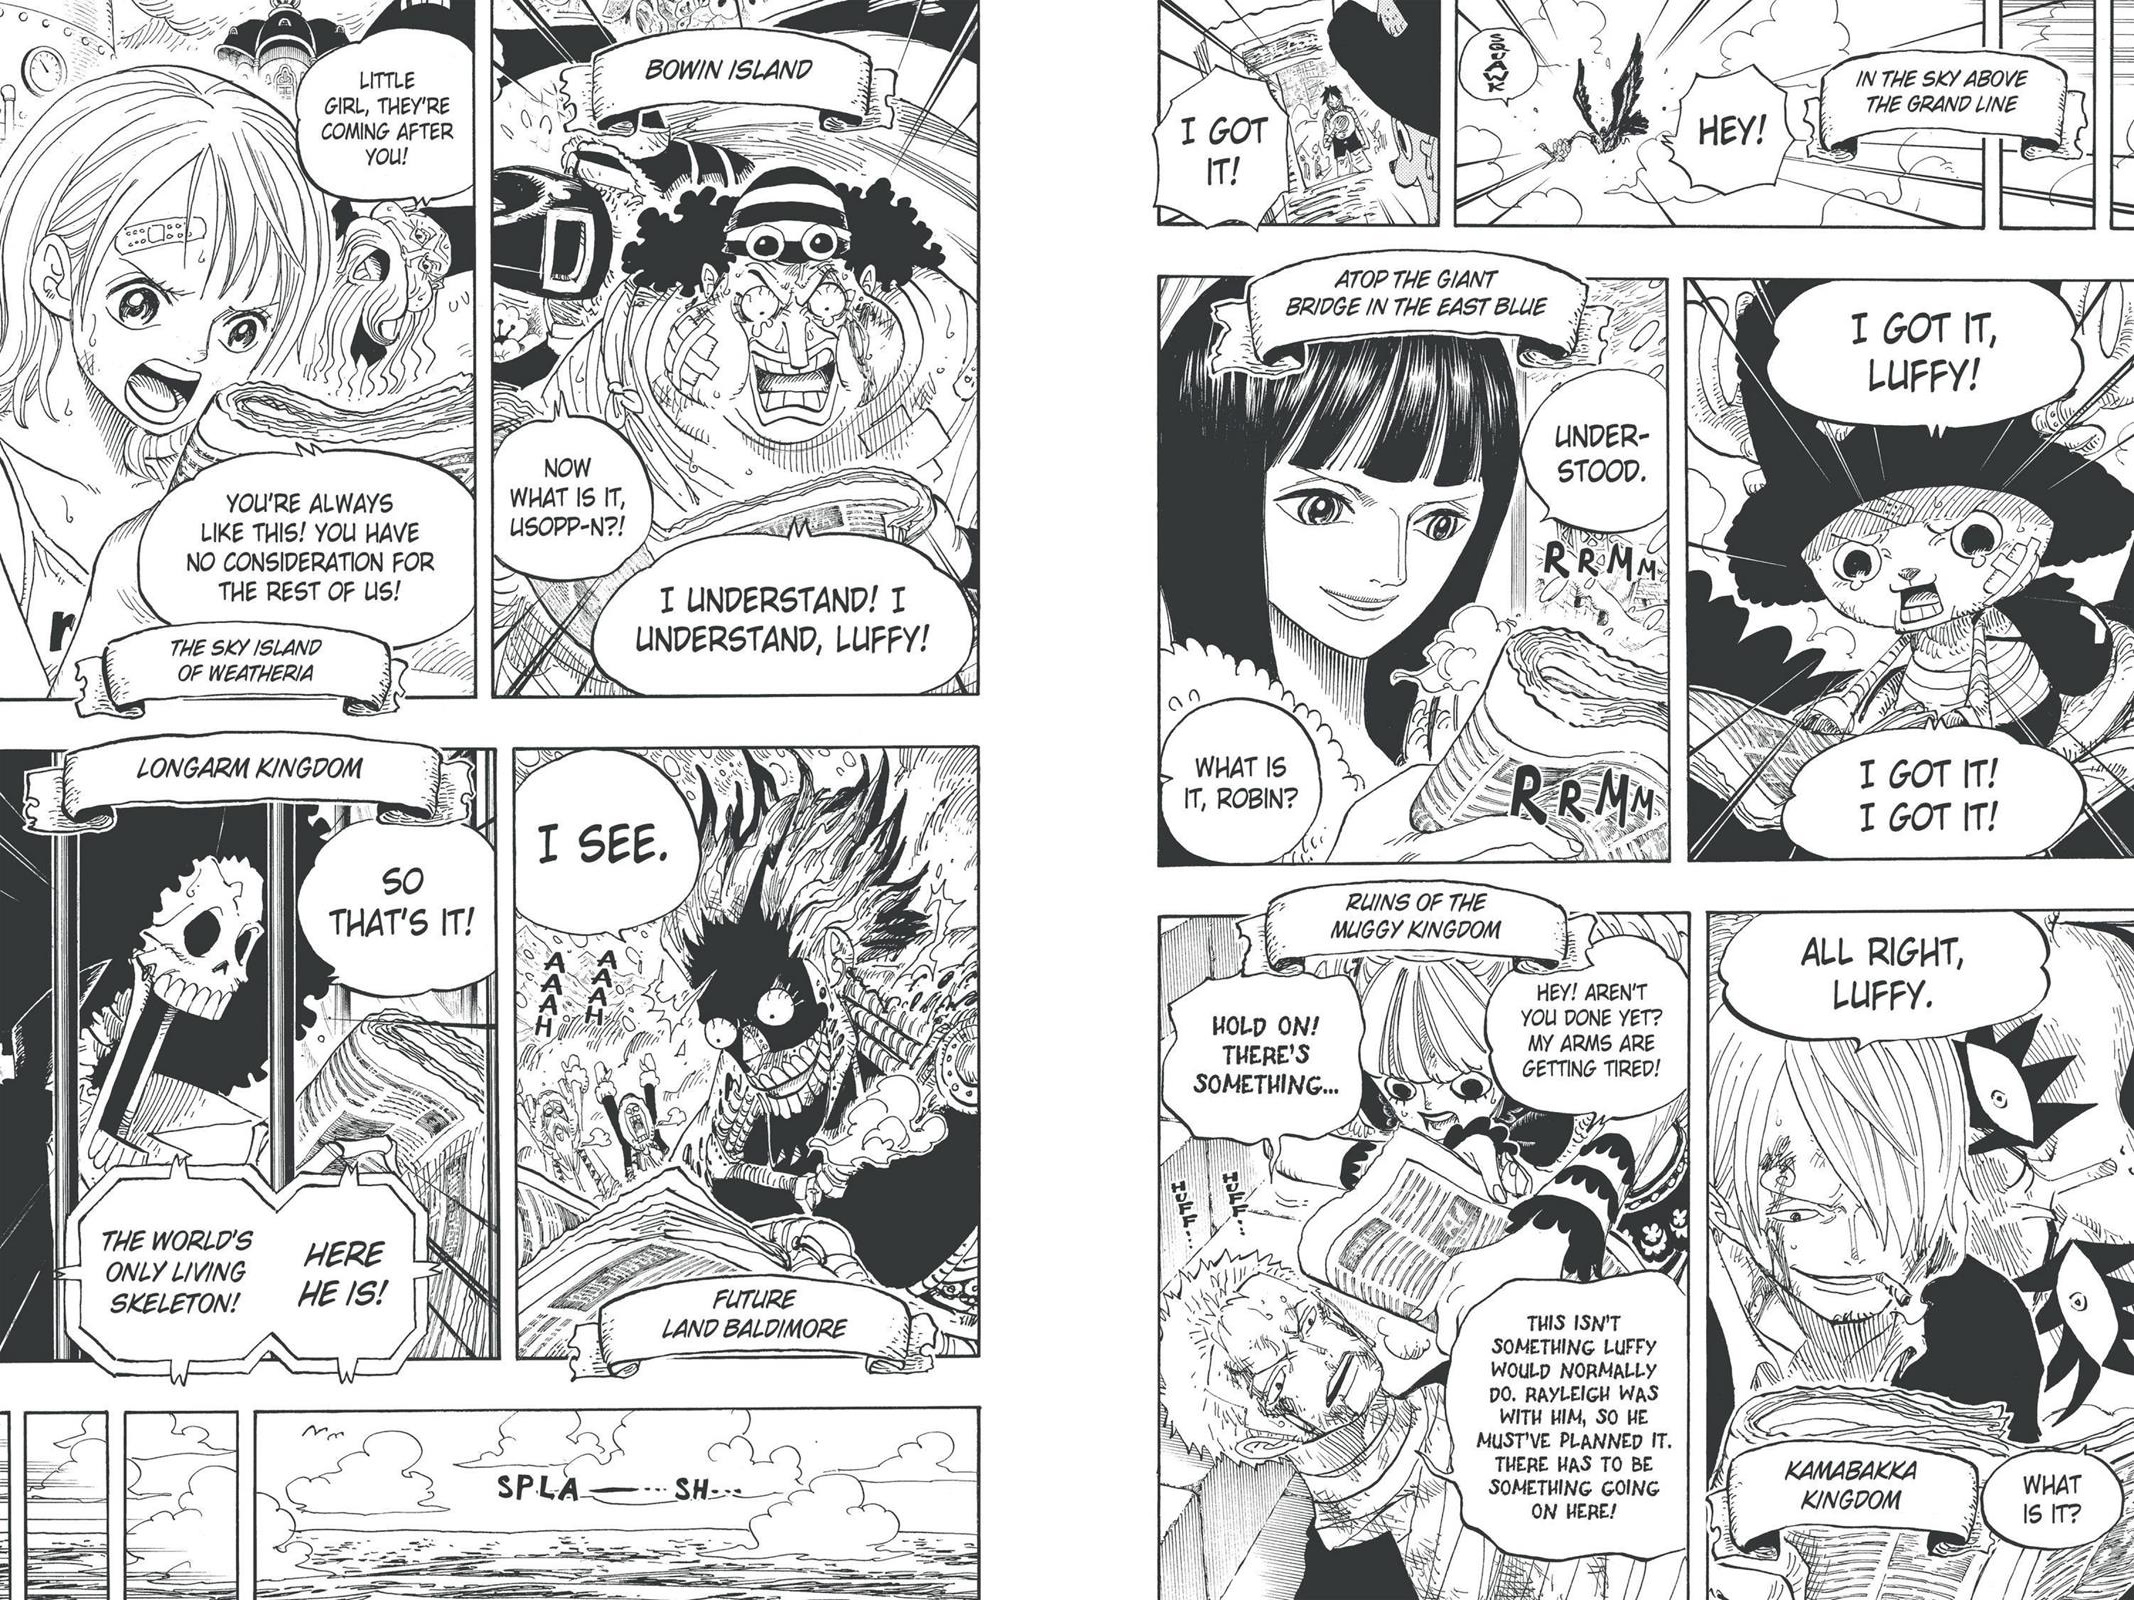 IN THE SKY ABOVE
THE GRAND LINE
HEY!
SQUAWK
I GOT
IT!
I GOT IT,
LUFFY!
I GOT IT!
I GOT IT!
ATOP THE GIANT
BRIDGE IN THE EAST BLUE
UNDER-
STOOD.
RRMM
WHAT IS
IT, ROBIN?
RRMM
ALL RIGHT,
LUFFY.
WHAT
IS IT?
KAMABAKKA
KINGDOM
RUINS OF THE
MUGGY KINGDOM
HEY! AREN'T
YOU DONE YET?
MY ARMS ARE
GETTING TIRED!
HOLD ON!
THERE'S
SOMETHING...
HUFF...
HUFF...
THIS ISN'T
SOMETHING LUFFY
WOULD NORMALLY
DO. RAYLEIGH WAS
WITH HIM, SO HE
MUST'VE PLANNED IT.
THERE HAS TO BE
SOMETHING GOING
ON HERE!
BOWIN ISLAND
NOW
WHAT IS IT,
USOPP-N?!
I UNDERSTAND! I
UNDERSTAND, LUFFY!
LITTLE
GIRL, THEY'RE
COMING AFTER
YOU!
YOU'RE ALWAYS
LIKE THIS! YOU HAVE
NO CONSIDERATION FOR
THE REST OF US!
THE SKY ISLAND
OF WEATHERIA
I SEE.
AAAH
AAAAH
FUTURE
LAND BALDIMORE
LONGARM KINGDOM
SO
THAT'S IT!
HERE
HE IS!
THE WORLD'S
ONLY LIVING
SKELETON!
SPLA—···SH...